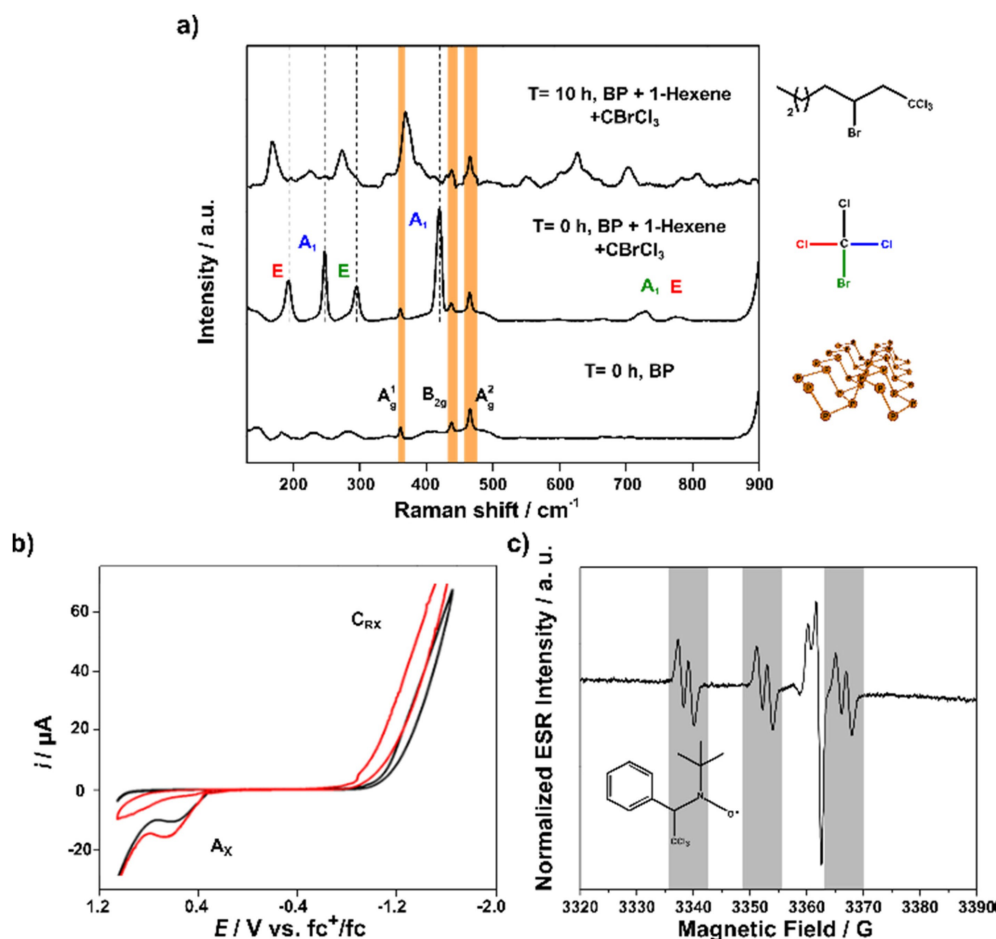 a)
Intensity / a.u.
T= 10 h, BP + 1-Hexene
+CBrCl₃
A₁
A₁
T= 0 h, BP + 1-Hexene
+CBrCl₃
E
E
A₁ E
A¹g
B₂g
A²g
T= 0 h, BP
200 300 400 500 600 700 800 900
Raman shift / cm⁻¹
2
Br
CCl₃
Cl
Cl C Cl
Br
P P P P P P
b)
i / µA
60
40
20
0
-20
C_RX
A_X
1.2 0.4 -0.4 -1.2 -2.0
E / V vs. fc⁺/fc
c)
Normalized ESR Intensity / a. u.
N
O•
CCl₃
3320 3330 3340 3350 3360 3370 3380 3390
Magnetic Field / G